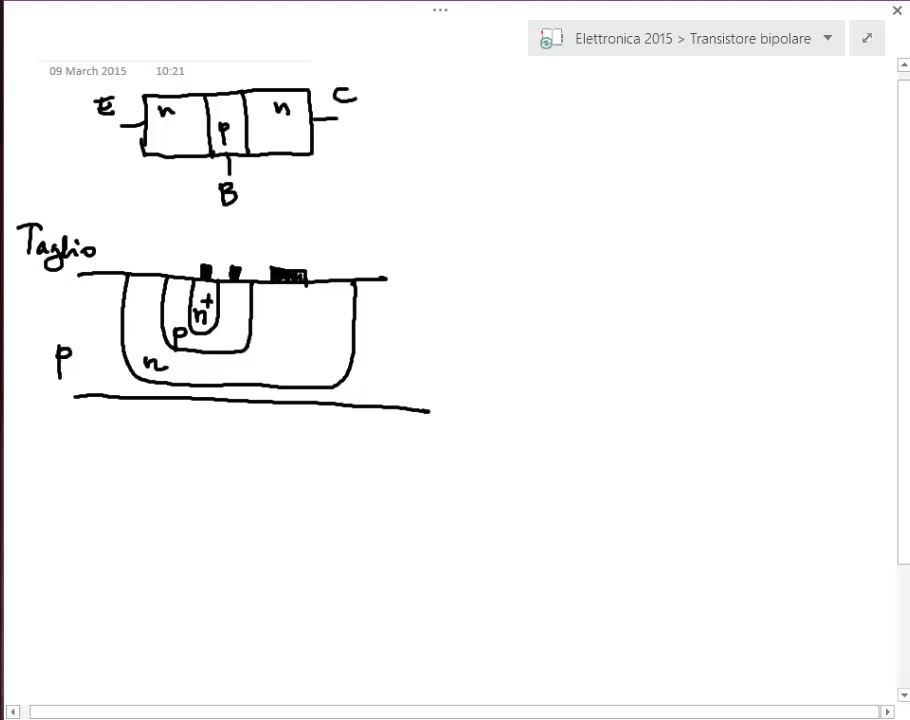 ...
Elettronica 2015 > Transistore bipolare
09 March 2015 10:21
E n p n C
B
Taglio
n+
p
p n